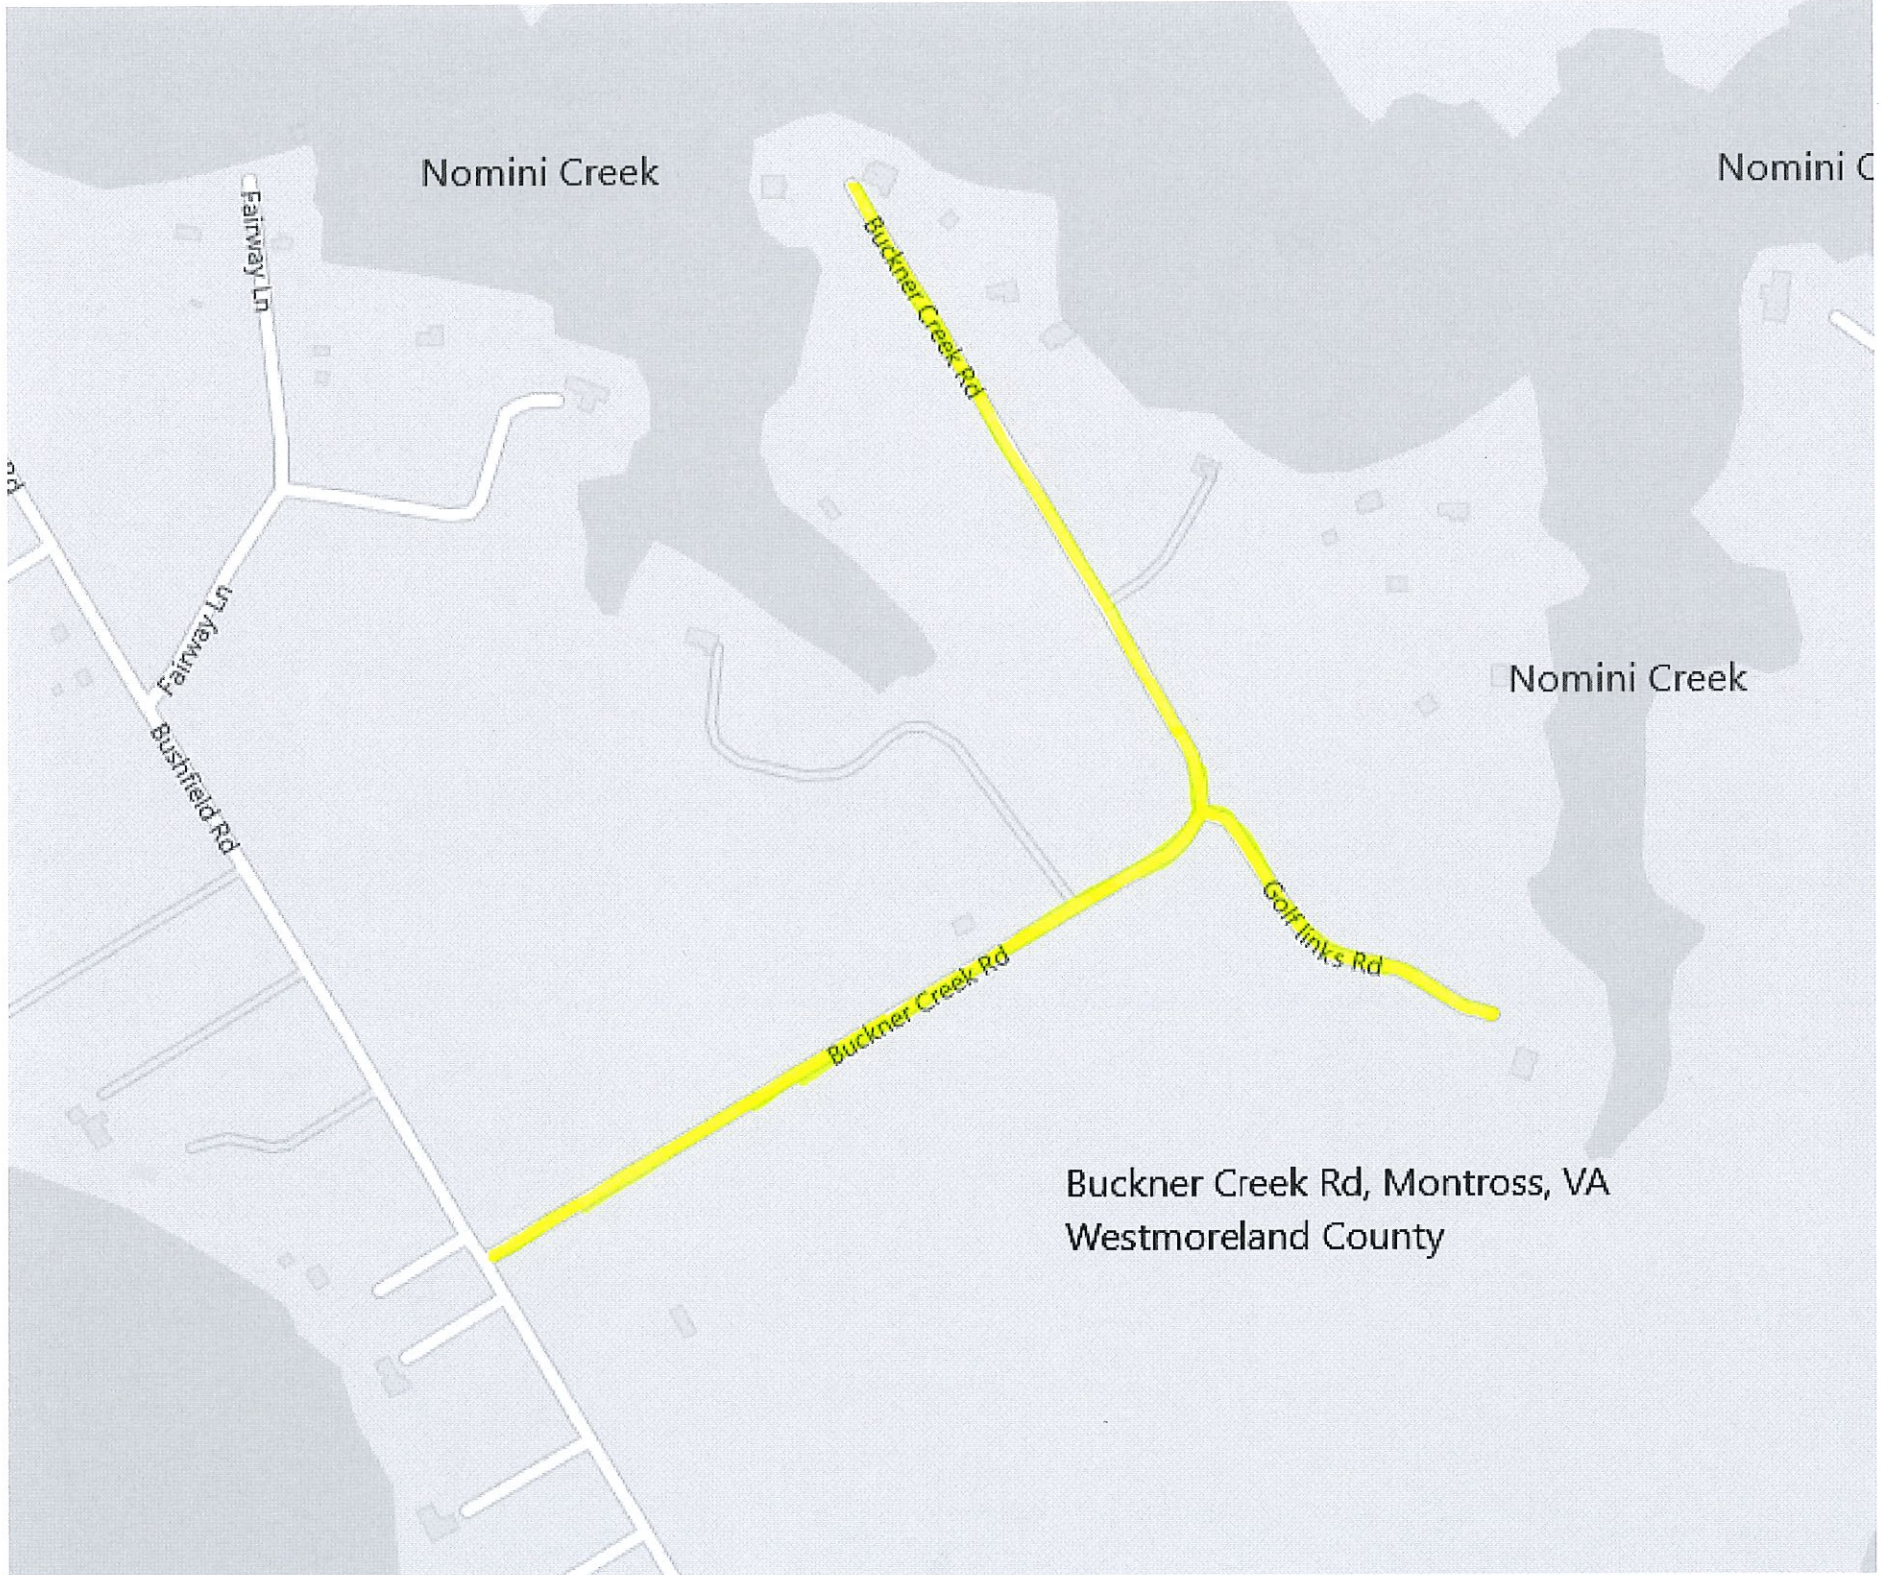 Nomini Creek
Nomini C
Fairway Ln
Buckner Creek Rd
Rd
Fairway Ln
Nomini Creek
Bushfield Rd
Golf links Rd
Buckner Creek Rd
Buckner Creek Rd, Montross, VA
Westmoreland County